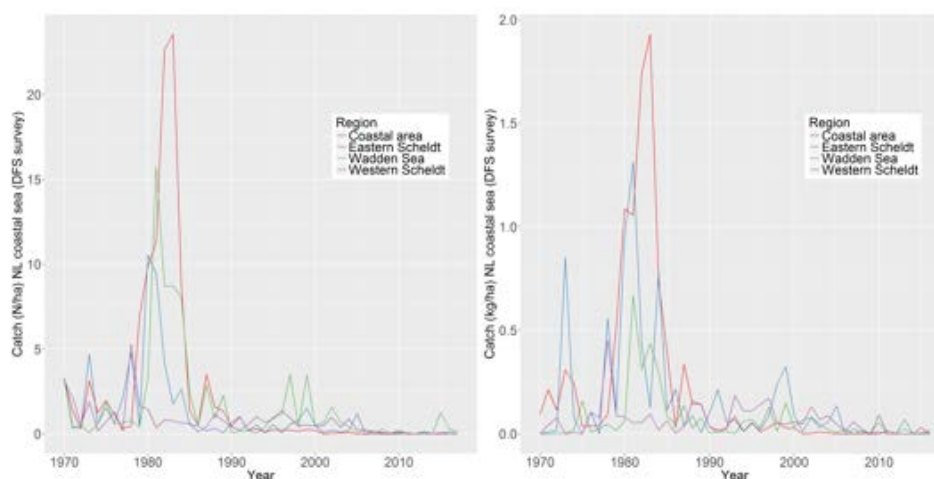 Catch (N/ha) NL coastal sea (DFS survey)
20
15
10
5
0
1970
1980
1990
2000
2010
Year
Region
Coastal area
Eastern Scheldt
Wadden Sea
Western Scheldt
Catch (kg/ha) NL coastal sea (DFS survey)
2.0
1.5
1.0
0.5
0.0
1970
1980
1990
2000
2010
Year
Region
Coastal area
Eastern Scheldt
Wadden Sea
Western Scheldt